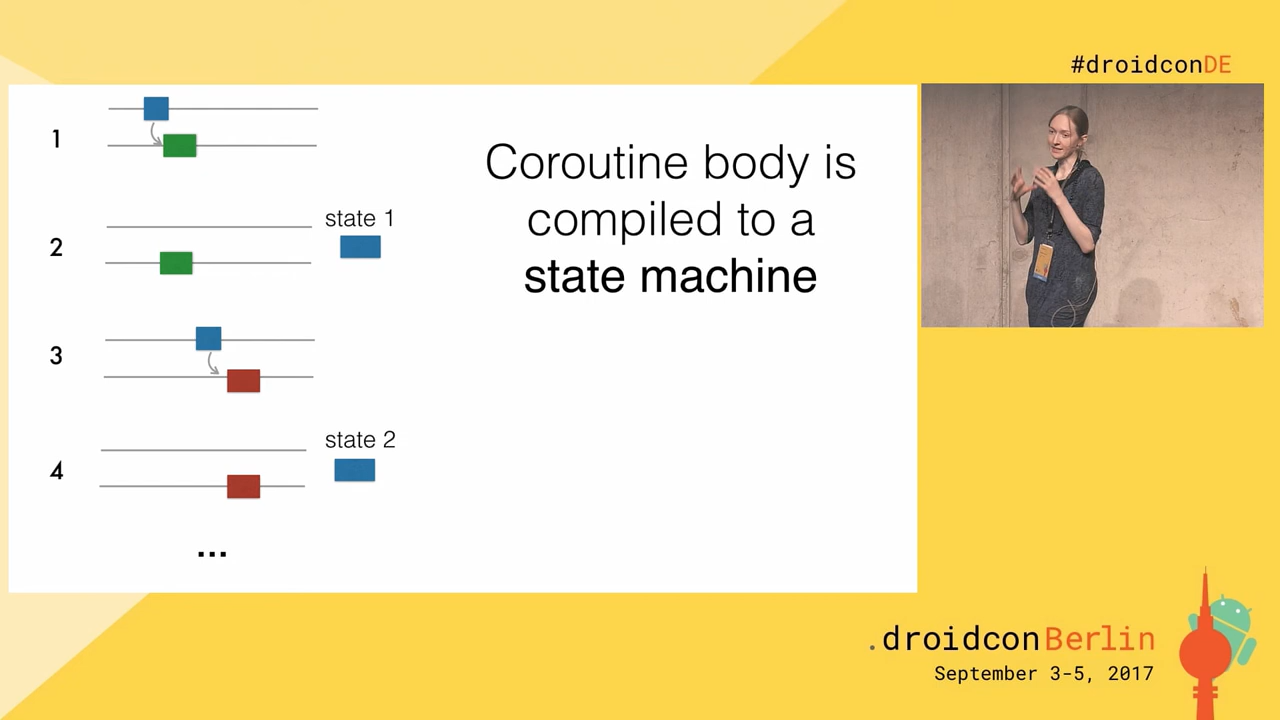 #droidconDE
1
state 1
2
3
state 2
4
...
Coroutine body is
compiled to a
state machine
.droidconBerlin
September 3-5, 2017